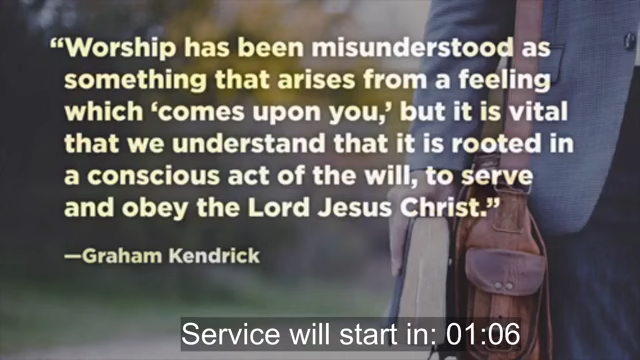 “Worship has been misunderstood as
something that arises from a feeling
which ‘comes upon you,’ but it is vital
that we understand that it is rooted in
a conscious act of the will, to serve
and obey the Lord Jesus Christ.”
—Graham Kendrick
Service will start in: 01:06